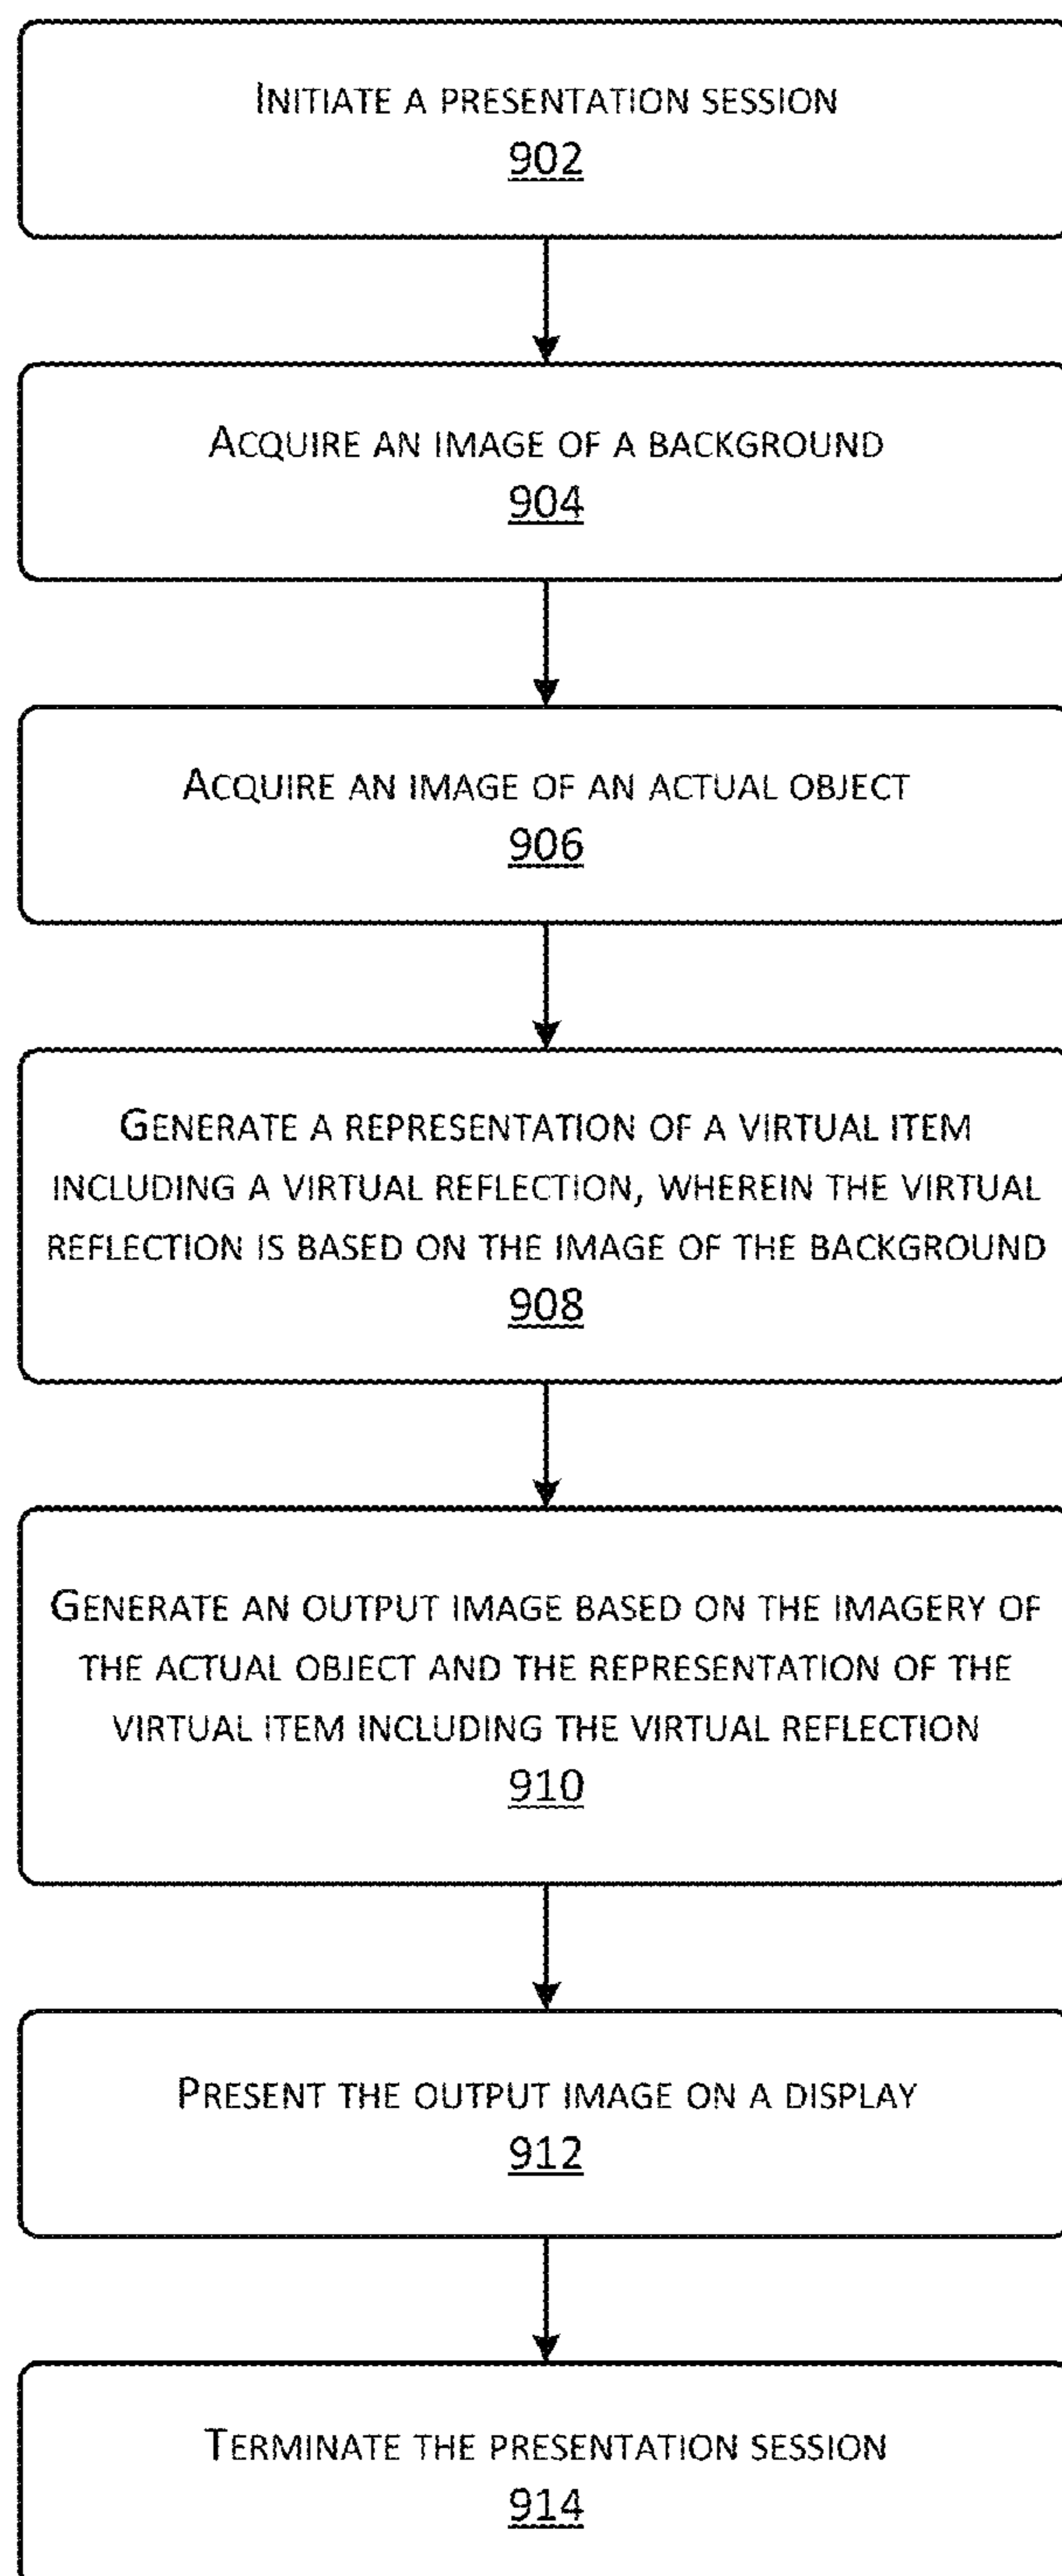 INITIATE A PRESENTATION SESSION
902
ACQUIRE AN IMAGE OF A BACKGROUND
904
ACQUIRE AN IMAGE OF AN ACTUAL OBJECT
906
GENERATE A REPRESENTATION OF A VIRTUAL ITEM
INCLUDING A VIRTUAL REFLECTION, WHEREIN THE VIRTUAL
REFLECTION IS BASED ON THE IMAGE OF THE BACKGROUND
908
GENERATE AN OUTPUT IMAGE BASED ON THE IMAGERY OF
THE ACTUAL OBJECT AND THE REPRESENTATION OF THE
VIRTUAL ITEM INCLUDING THE VIRTUAL REFLECTION
910
PRESENT THE OUTPUT IMAGE ON A DISPLAY
912
TERMINATE THE PRESENTATION SESSION
914